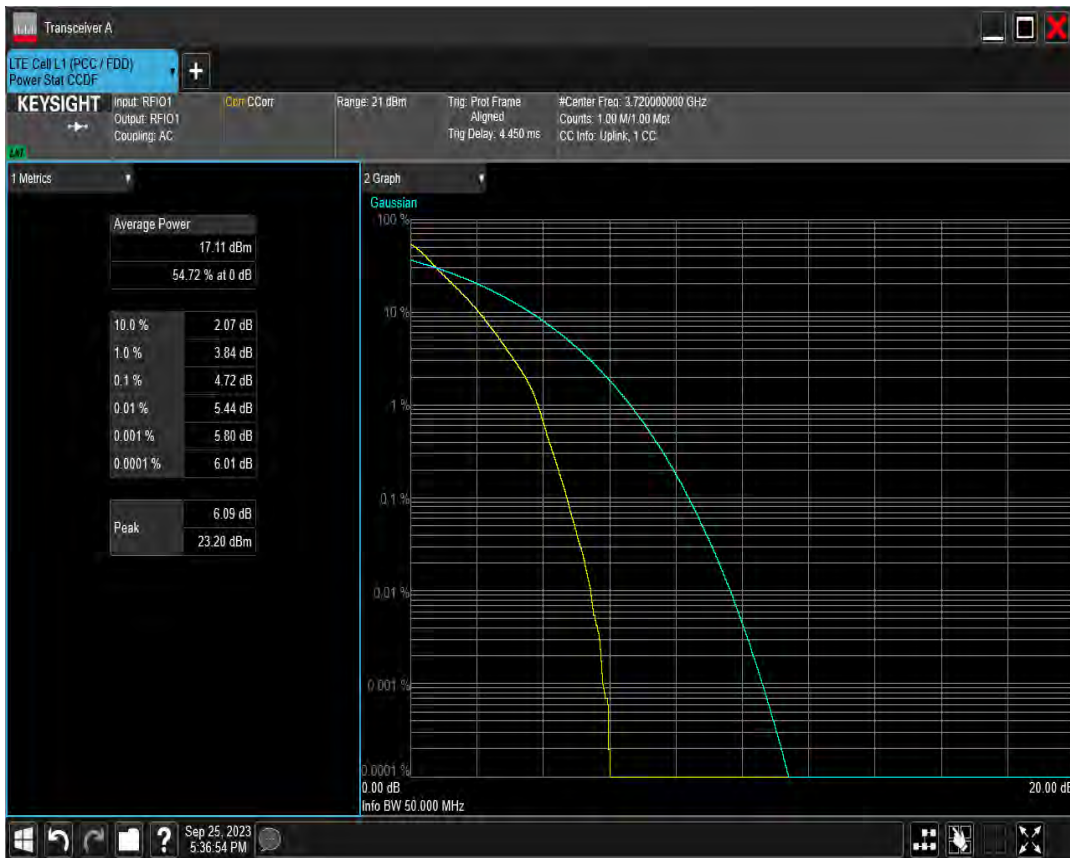 Transceiver A
LTE Cell L1 (PCC / FDD)
Power Stat CCDF
KEYSIGHT
Input: RFIO1
Output: RFIO1
Coupling: AC
Corr CCorr
Range: 21 dBm
Trig: Prot Frame
Aligned
Trig Delay: 4.450 ms
#Center Freq: 3.720000000 GHz
Counts: 1.00 M/1.00 Mpt
CC Info: Uplink, 1 CC
LXI
1 Metrics
Average Power
17.11 dBm
54.72 % at 0 dB
10.0 % 2.07 dB
1.0 % 3.84 dB
0.1 % 4.72 dB
0.01 % 5.44 dB
0.001 % 5.80 dB
0.0001 % 6.01 dB
Peak 6.09 dB
23.20 dBm
2 Graph
Gaussian
100 %
10 %
1 %
0.1 %
0.01 %
0.001 %
0.0001 %
0.00 dB
20.00 dB
Info BW 50.000 MHz
?
Sep 25, 2023
5:36:54 PM